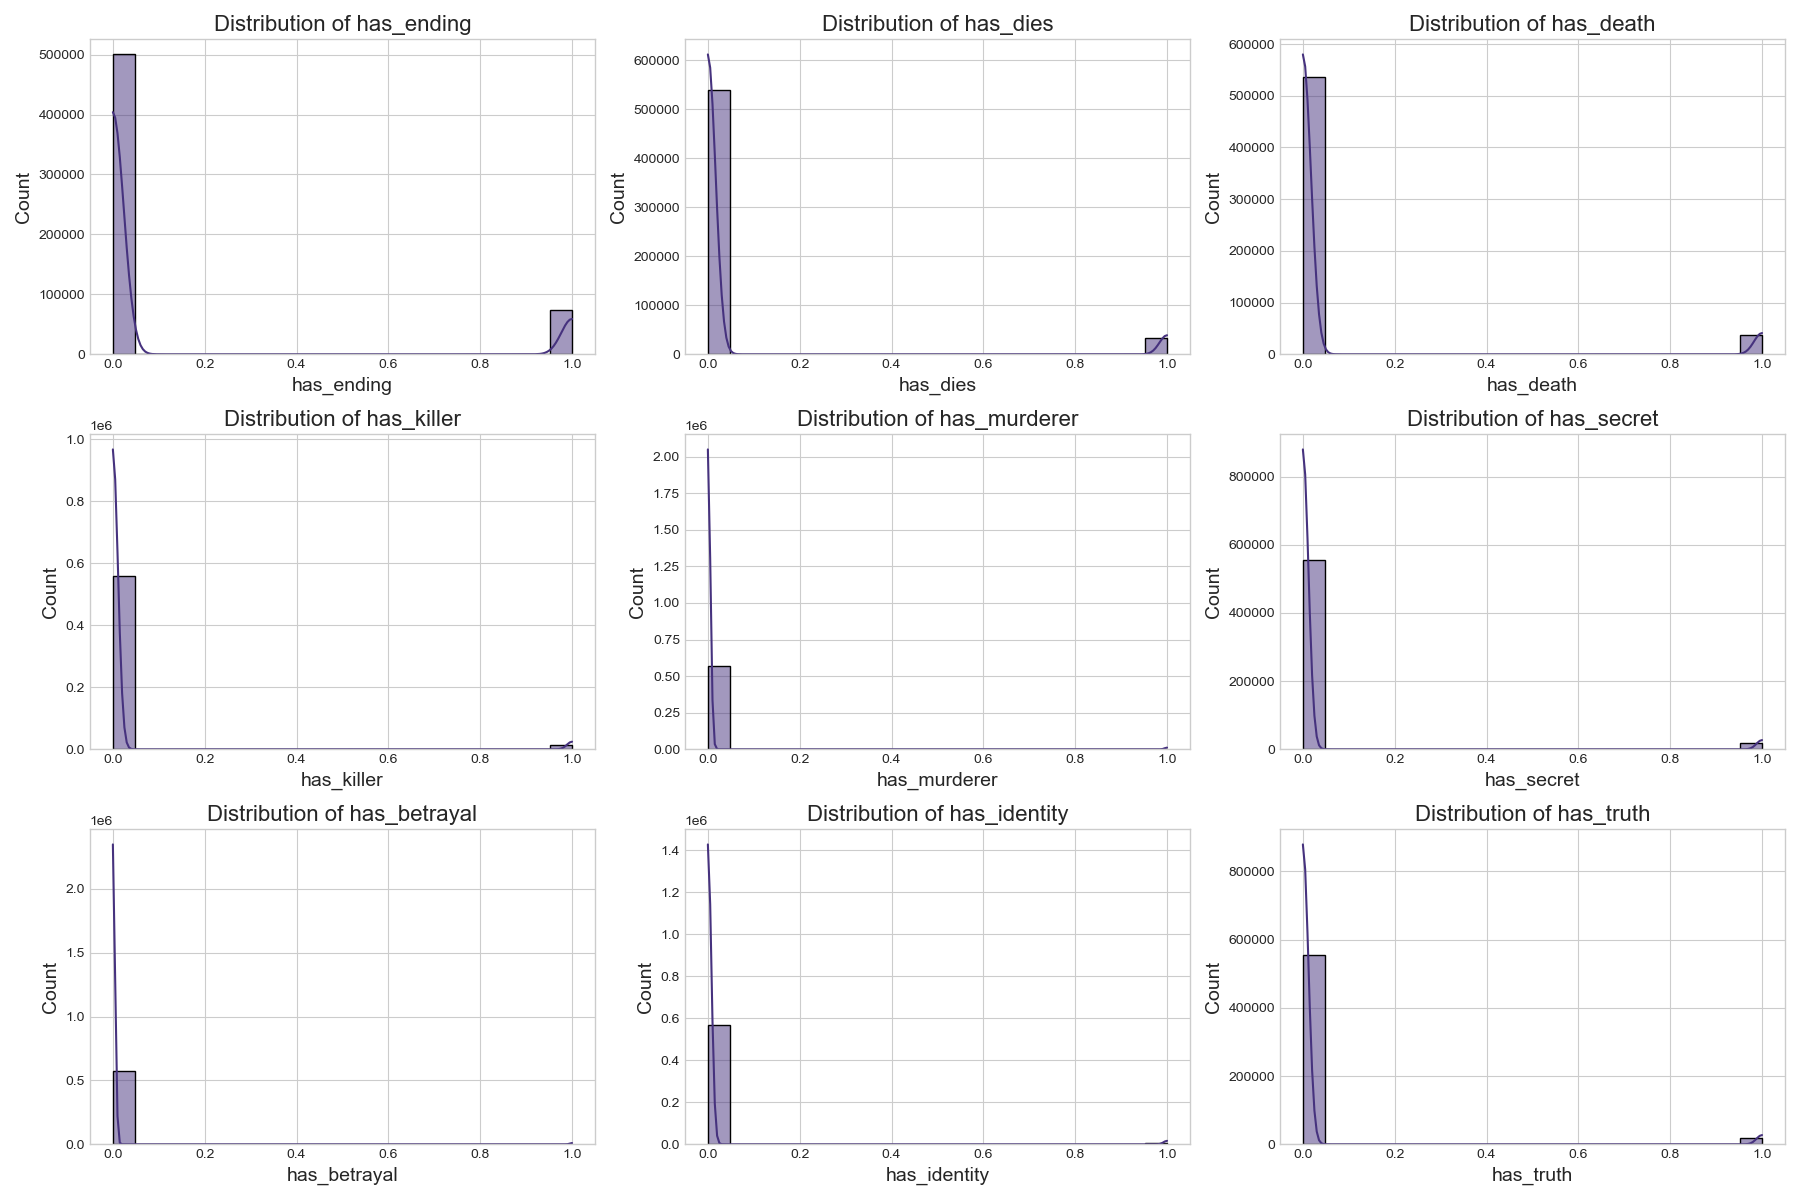 Distribution of has_ending
500000
400000
300000
200000
100000
0
Count
0.0 0.2 0.4 0.6 0.8 1.0
has_ending
Distribution of has_dies
600000
500000
400000
300000
200000
100000
0
Count
0.0 0.2 0.4 0.6 0.8 1.0
has_dies
Distribution of has_death
600000
500000
400000
300000
200000
100000
0
Count
0.0 0.2 0.4 0.6 0.8 1.0
has_death
Distribution of has_killer
1e6
1.0
0.8
0.6
0.4
0.2
0.0
Count
0.0 0.2 0.4 0.6 0.8 1.0
has_killer
Distribution of has_murderer
1e6
2.00
1.75
1.50
1.25
1.00
0.75
0.50
0.25
0.00
Count
0.0 0.2 0.4 0.6 0.8 1.0
has_murderer
Distribution of has_secret
800000
600000
400000
200000
0
Count
0.0 0.2 0.4 0.6 0.8 1.0
has_secret
Distribution of has_betrayal
1e6
2.0
1.5
1.0
0.5
0.0
Count
0.0 0.2 0.4 0.6 0.8 1.0
has_betrayal
Distribution of has_identity
1e6
1.4
1.2
1.0
0.8
0.6
0.4
0.2
0.0
Count
0.0 0.2 0.4 0.6 0.8 1.0
has_identity
Distribution of has_truth
800000
600000
400000
200000
0
Count
0.0 0.2 0.4 0.6 0.8 1.0
has_truth